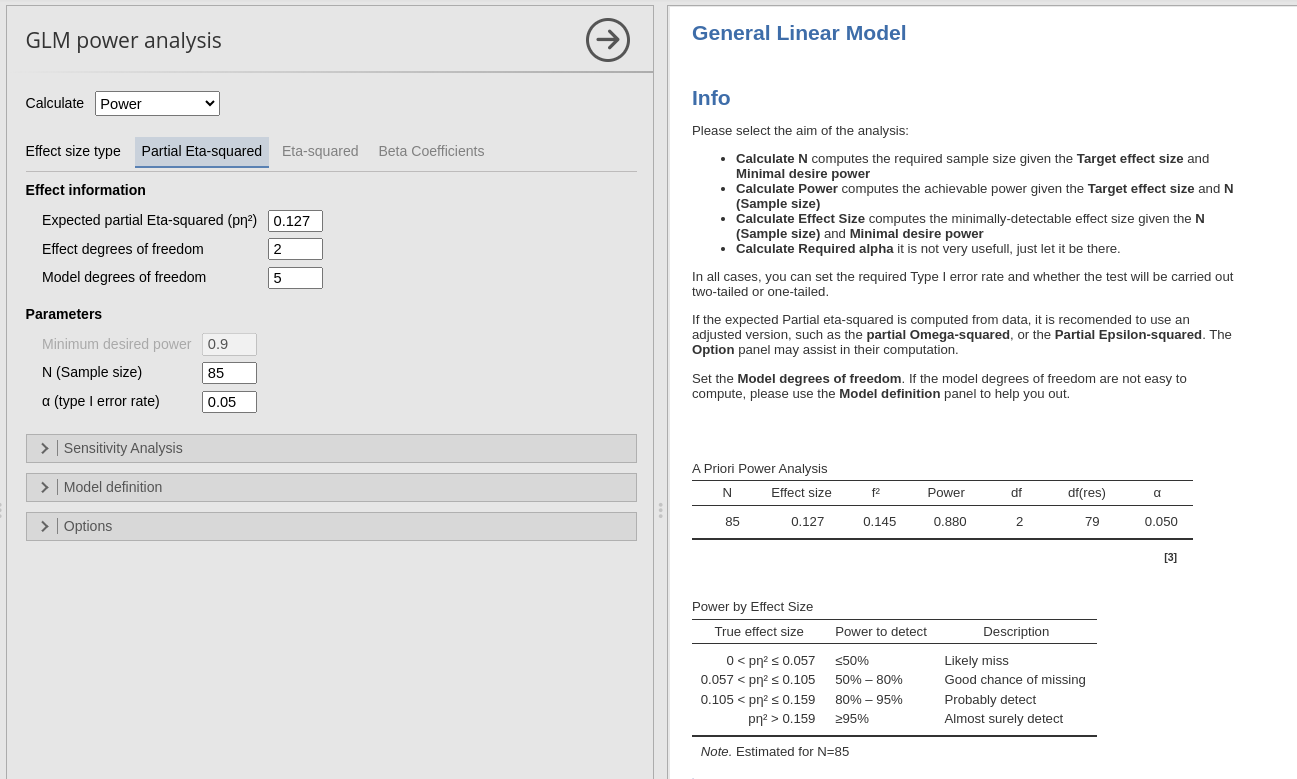 GLM power analysis
Calculate Power
Effect size type Partial Eta-squared Eta-squared Beta Coefficients
Effect information
Expected partial Eta-squared (pη²) 0.127
Effect degrees of freedom 2
Model degrees of freedom 5
Parameters
Minimum desired power 0.9
N (Sample size) 85
α (type I error rate) 0.05
Sensitivity Analysis
Model definition
Options
General Linear Model
Info
Please select the aim of the analysis:
• Calculate N computes the required sample size given the Target effect size and
Minimal desire power
• Calculate Power computes the achievable power given the Target effect size and N
(Sample size)
• Calculate Effect Size computes the minimally-detectable effect size given the N
(Sample size) and Minimal desire power
• Calculate Required alpha it is not very usefull, just let it be there.
In all cases, you can set the required Type I error rate and whether the test will be carried out
two-tailed or one-tailed.
If the expected Partial eta-squared is computed from data, it is recomended to use an
adjusted version, such as the partial Omega-squared, or the Partial Epsilon-squared. The
Option panel may assist in their computation.
Set the Model degrees of freedom. If the model degrees of freedom are not easy to
compute, please use the Model definition panel to help you out.
A Priori Power Analysis
N Effect size f² Power df df(res) α
85 0.127 0.145 0.880 2 79 0.050
[3]
Power by Effect Size
True effect size Power to detect Description
0 < pη² ≤ 0.057 ≤50% Likely miss
0.057 < pη² ≤ 0.105 50% – 80% Good chance of missing
0.105 < pη² ≤ 0.159 80% – 95% Probably detect
pη² > 0.159 ≥95% Almost surely detect
Note. Estimated for N=85